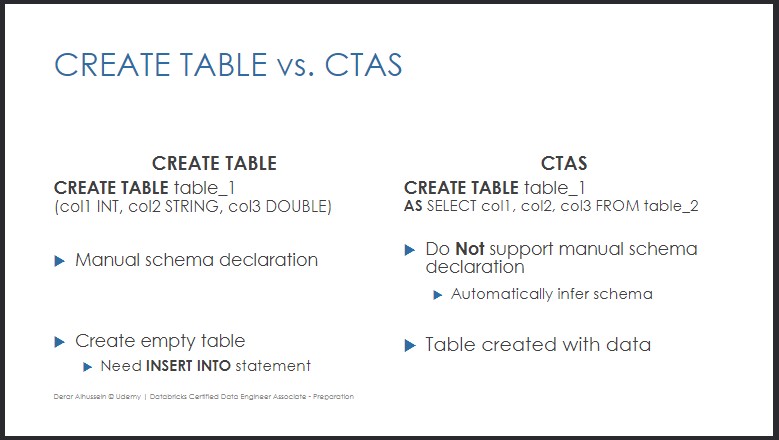 CREATE TABLE vs. CTAS
CREATE TABLE
CREATE TABLE table_1
(col1 INT, col2 STRING, col3 DOUBLE)
Manual schema declaration
Create empty table
Need INSERT INTO statement
CTAS
CREATE TABLE table_1
AS SELECT col1, col2, col3 FROM table_2
Do Not support manual schema
declaration
Automatically infer schema
Table created with data
Derar Alhussein © Udemy | Databricks Certified Data Engineer Associate - Preparation